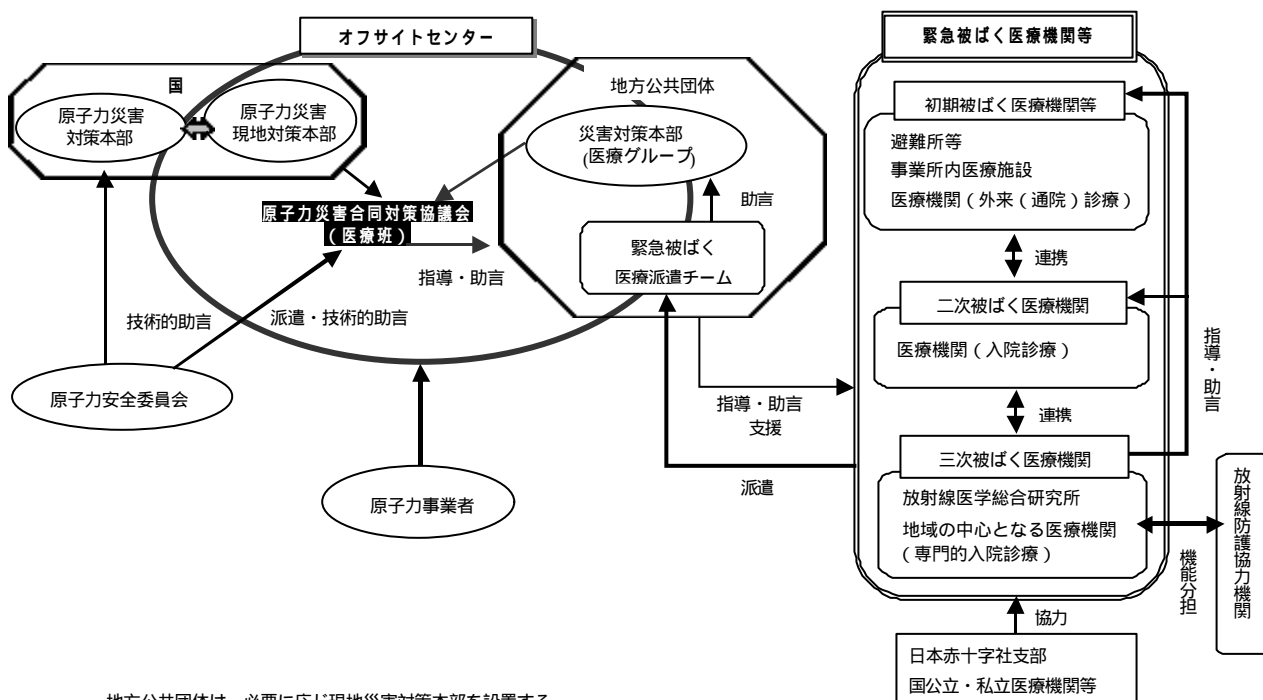 オフサイトセンター
国
原子力災害
対策本部
原子力災害
現地対策本部
地方公共団体
災害対策本部
(医療グループ)
助言
緊急被ばく
医療派遣チーム
原子力災害合同対策協議会
(医療班)
指導・助言
技術的助言
派遣・技術的助言
原子力安全委員会
原子力事業者
指導・助言
支援
派遣
緊急被ばく医療機関等
初期被ばく医療機関等
避難所等
事業所内医療施設
医療機関(外来(通院)診療)
連携
二次被ばく医療機関
医療機関(入院診療)
連携
三次被ばく医療機関
放射線医学総合研究所
地域の中心となる医療機関
(専門的入院診療)
指導・助言
機能分担
放射線防護協力機関
協力
日本赤十字社支部
国公立・私立医療機関等